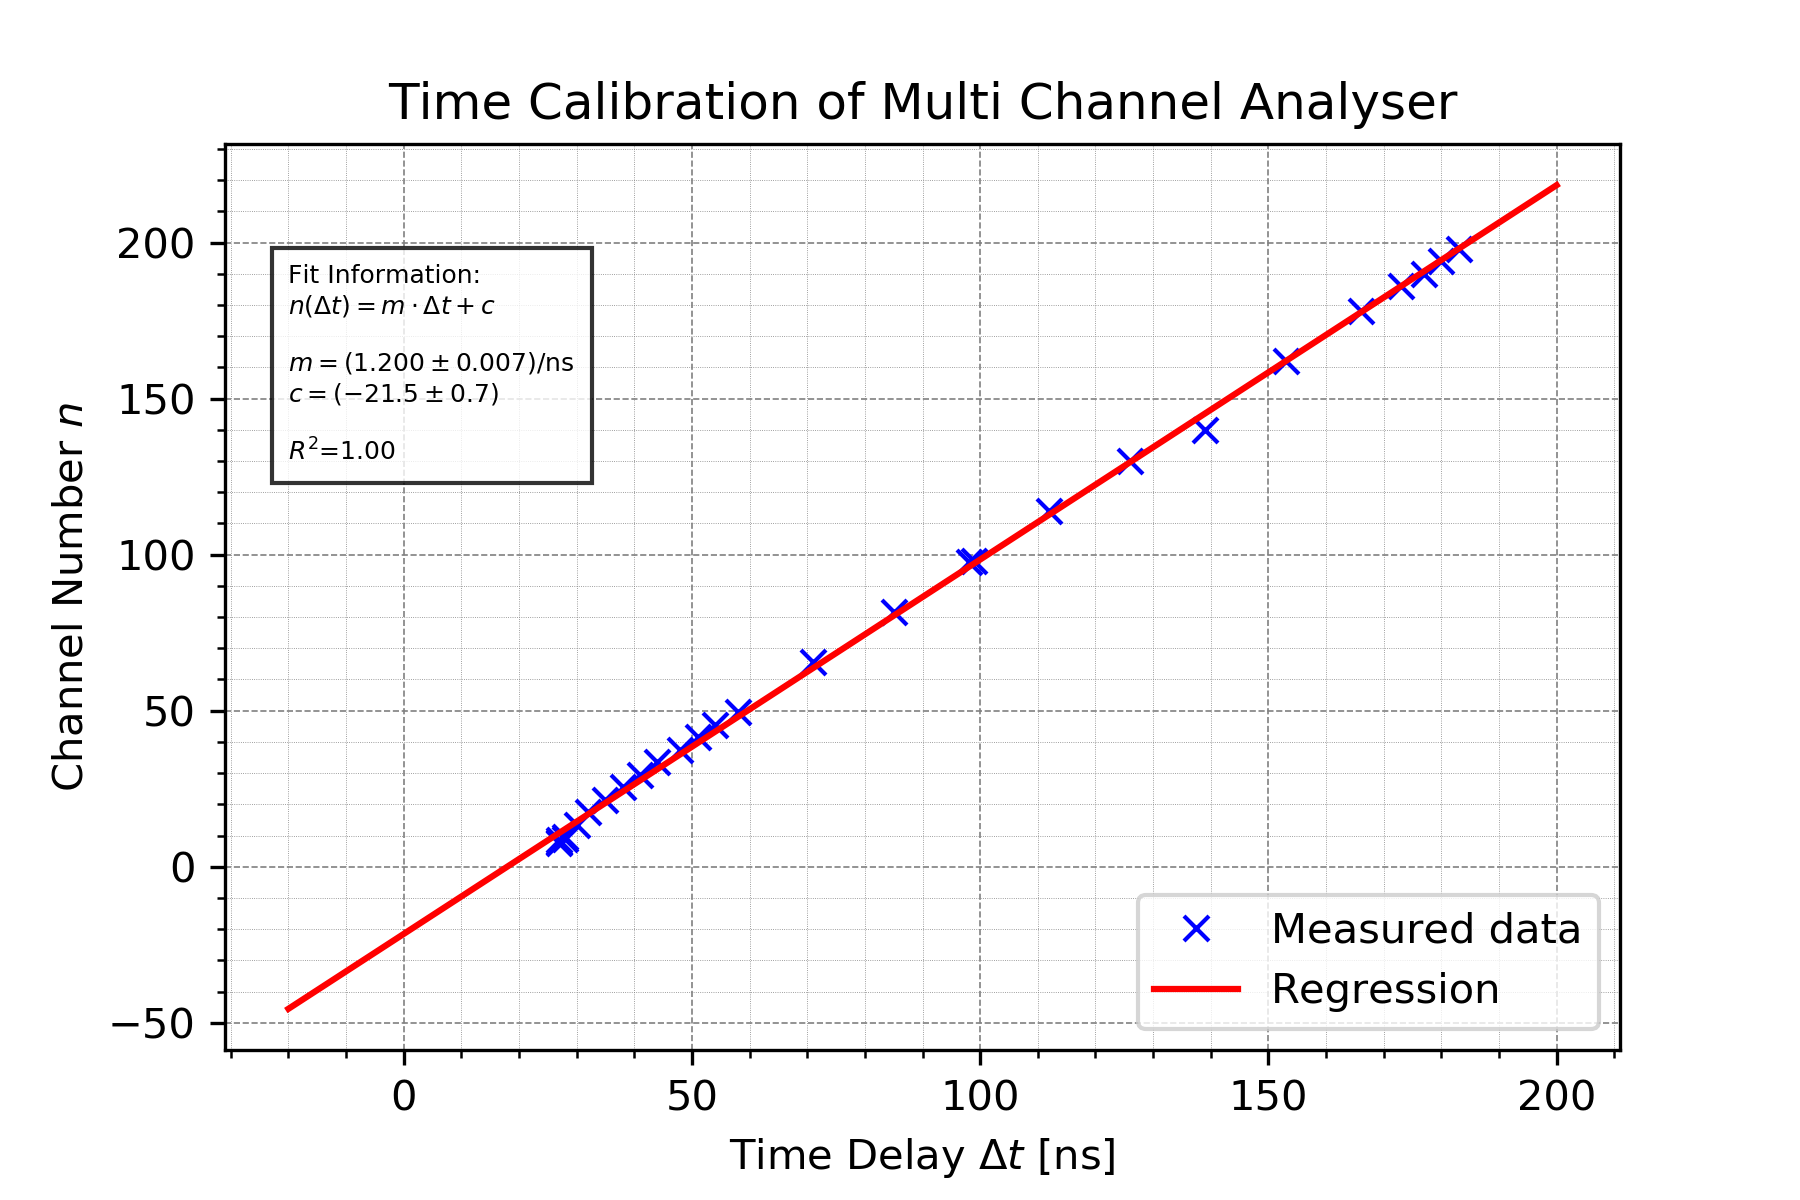 Time Calibration of Multi Channel Analyser
Channel Number n
200
150
100
50
0
−50
Fit Information:
n(Δt) = m · Δt + c
m = (1.200 ± 0.007)/ns
c = (−21.5 ± 0.7)
R²=1.00
Measured data
Regression
0 50 100 150 200
Time Delay Δt [ns]